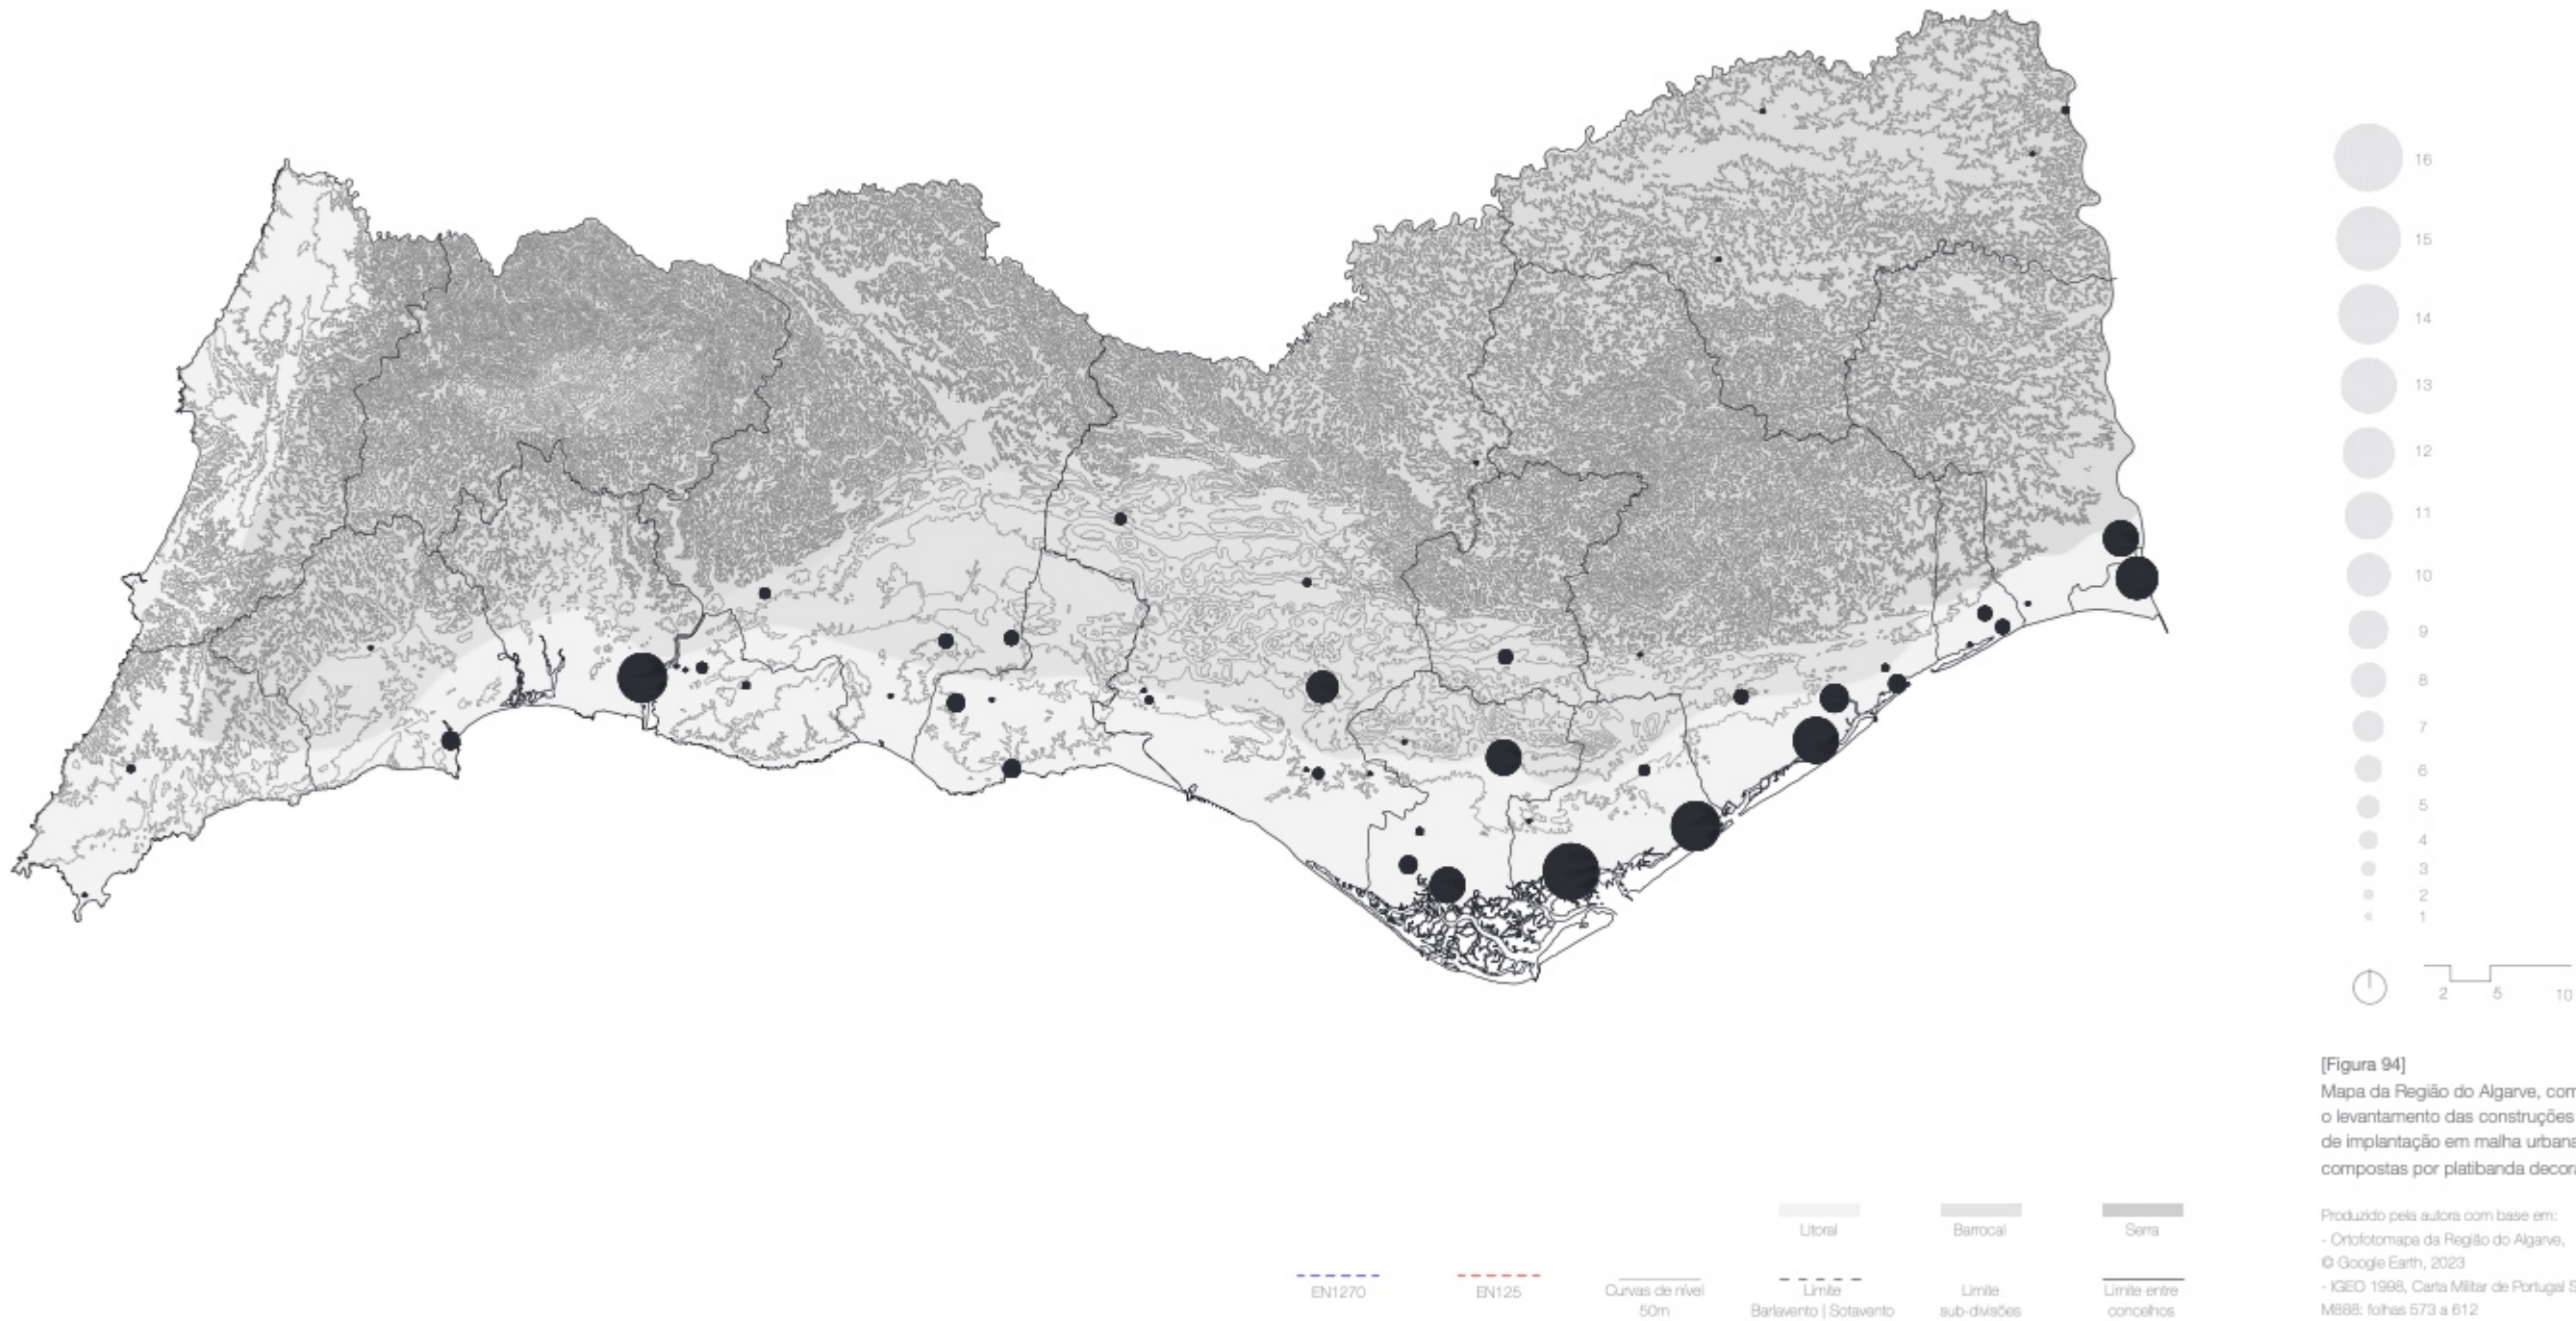 16
15
14
13
12
11
10
9
8
7
6
5
4
3
2
1
2 5 10
[Figura 94]
Mapa da Região do Algarve, com
o levantamento das construções
de implantação em malha urbana
compostas por platibanda decor
Produzido pela autora com base em:
- Ortofotomapa da Região do Algarve,
© Google Earth, 2023
- IGEO 1998, Carta Militar de Portugal S
M888: folhas 573 a 612
Litoral Barrocal Serra
EN1270 EN125 Curvas de nível Limite Limite Limite entre
50m Barlavento | Sotavento sub-divisões concelhos